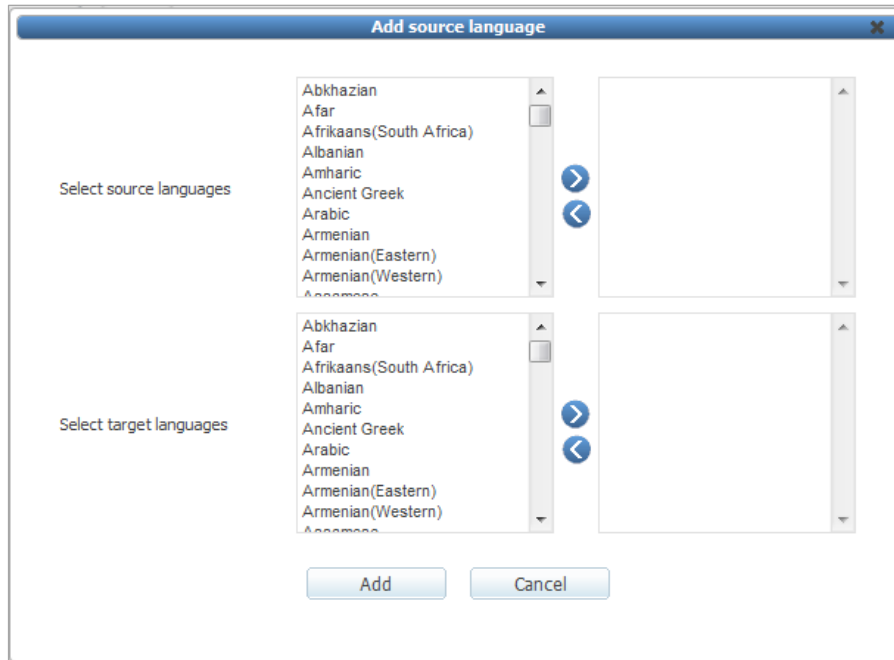 Add source language
Select source languages
Abkhazian
Afar
Afrikaans(South Africa)
Albanian
Amharic
Ancient Greek
Arabic
Armenian
Armenian(Eastern)
Armenian(Western)
Select target languages
Abkhazian
Afar
Afrikaans(South Africa)
Albanian
Amharic
Ancient Greek
Arabic
Armenian
Armenian(Eastern)
Armenian(Western)
Add
Cancel